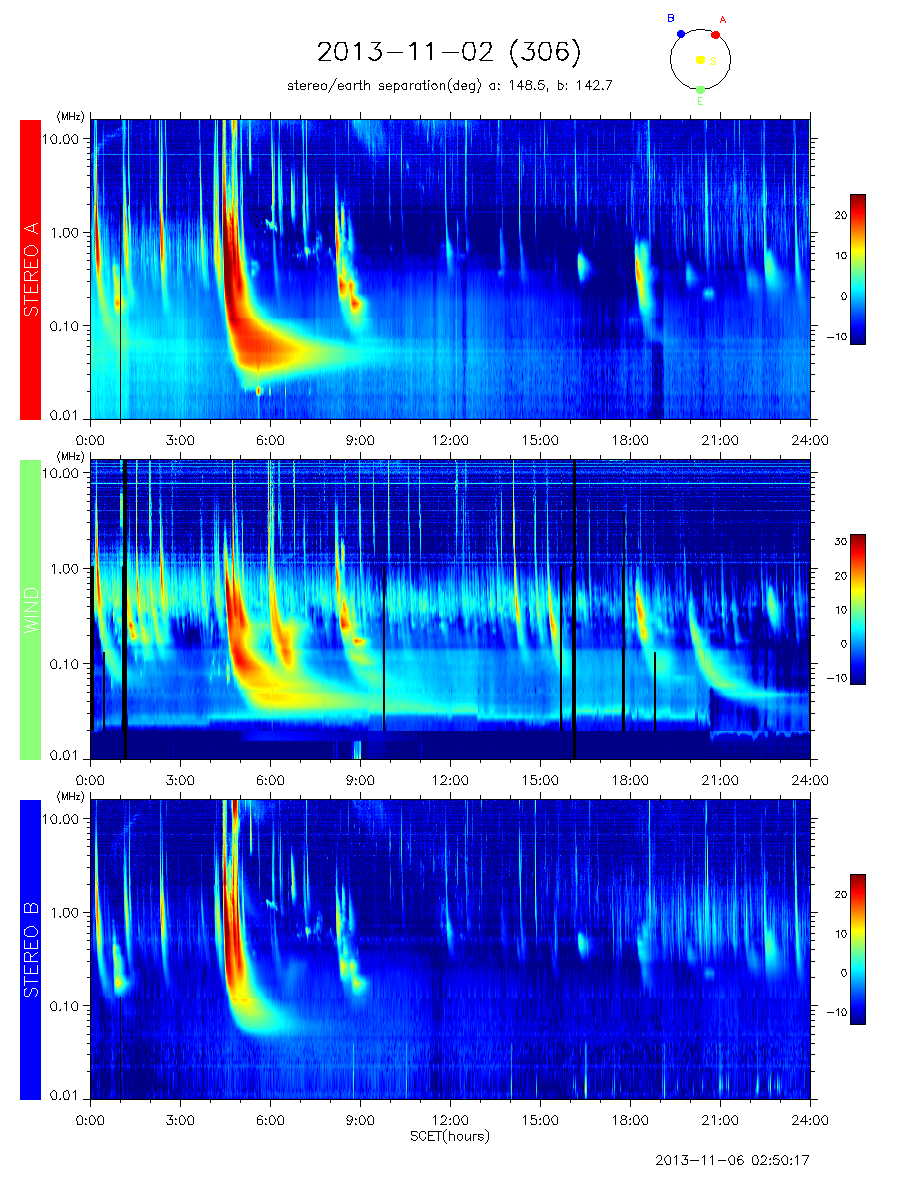 B A
2013-11-02 (306)
S
stereo/earth separation(deg) a: 148.5, b: 142.7
E
(MHz)
10.00
1.00
0.10
0.01
STEREO A
20
10
0
-10
0:00 3:00 6:00 9:00 12:00 15:00 18:00 21:00 24:00
(MHz)
10.00
1.00
0.10
0.01
WIND
30
20
10
0
-10
0:00 3:00 6:00 9:00 12:00 15:00 18:00 21:00 24:00
(MHz)
10.00
1.00
0.10
0.01
STEREO B
20
10
0
-10
0:00 3:00 6:00 9:00 12:00 15:00 18:00 21:00 24:00
SCET(hours)
2013-11-06 02:50:17